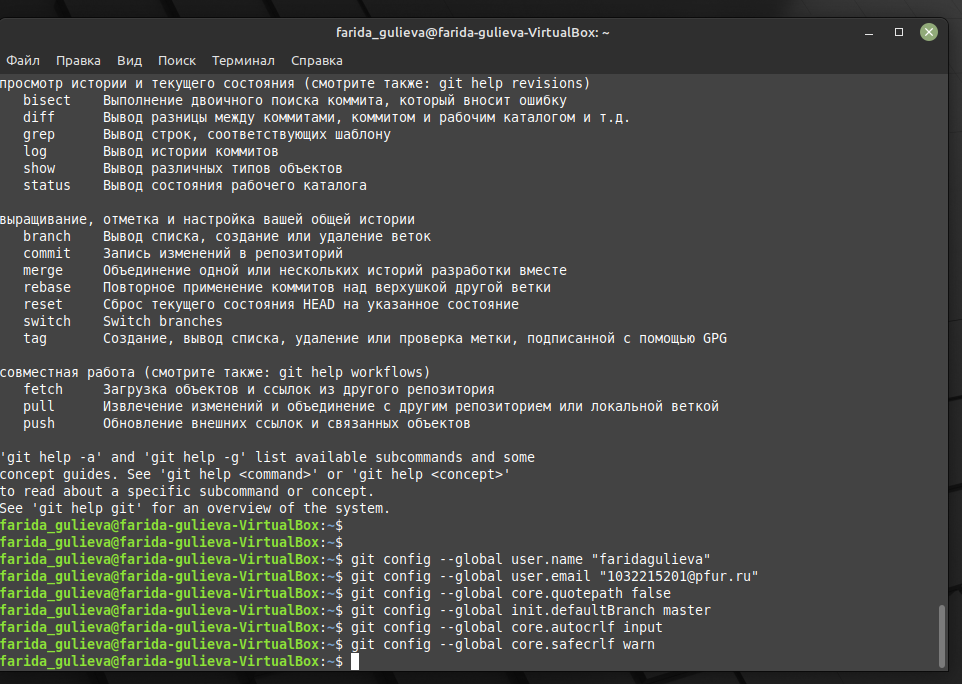 farida_gulieva@farida-gulieva-VirtualBox: ~
Файл Правка Вид Поиск Терминал Справка
просмотр истории и текущего состояния (смотрите также: git help revisions)
bisect Выполнение двоичного поиска коммита, который вносит ошибку
diff Вывод разницы между коммитами, коммитом и рабочим каталогом и т.д.
grep Вывод строк, соответствующих шаблону
log Вывод истории коммитов
show Вывод различных типов объектов
status Вывод состояния рабочего каталога
выращивание, отметка и настройка вашей общей истории
branch Вывод списка, создание или удаление веток
commit Запись изменений в репозиторий
merge Объединение одной или нескольких историй разработки вместе
rebase Повторное применение коммитов над верхушкой другой ветки
reset Сброс текущего состояния HEAD на указанное состояние
switch Switch branches
tag Создание, вывод списка, удаление или проверка метки, подписанной с помощью GPG
совместная работа (смотрите также: git help workflows)
fetch Загрузка объектов и ссылок из другого репозитория
pull Извлечение изменений и объединение с другим репозиторием или локальной веткой
push Обновление внешних ссылок и связанных объектов
'git help -a' and 'git help -g' list available subcommands and some
concept guides. See 'git help <command>' or 'git help <concept>'
to read about a specific subcommand or concept.
See 'git help git' for an overview of the system.
farida_gulieva@farida-gulieva-VirtualBox:~$
farida_gulieva@farida-gulieva-VirtualBox:~$
farida_gulieva@farida-gulieva-VirtualBox:~$ git config --global user.name "faridagulieva"
farida_gulieva@farida-gulieva-VirtualBox:~$ git config --global user.email "1032215201@pfur.ru"
farida_gulieva@farida-gulieva-VirtualBox:~$ git config --global core.quotepath false
farida_gulieva@farida-gulieva-VirtualBox:~$ git config --global init.defaultBranch master
farida_gulieva@farida-gulieva-VirtualBox:~$ git config --global core.autocrlf input
farida_gulieva@farida-gulieva-VirtualBox:~$ git config --global core.safecrlf warn
farida_gulieva@farida-gulieva-VirtualBox:~$